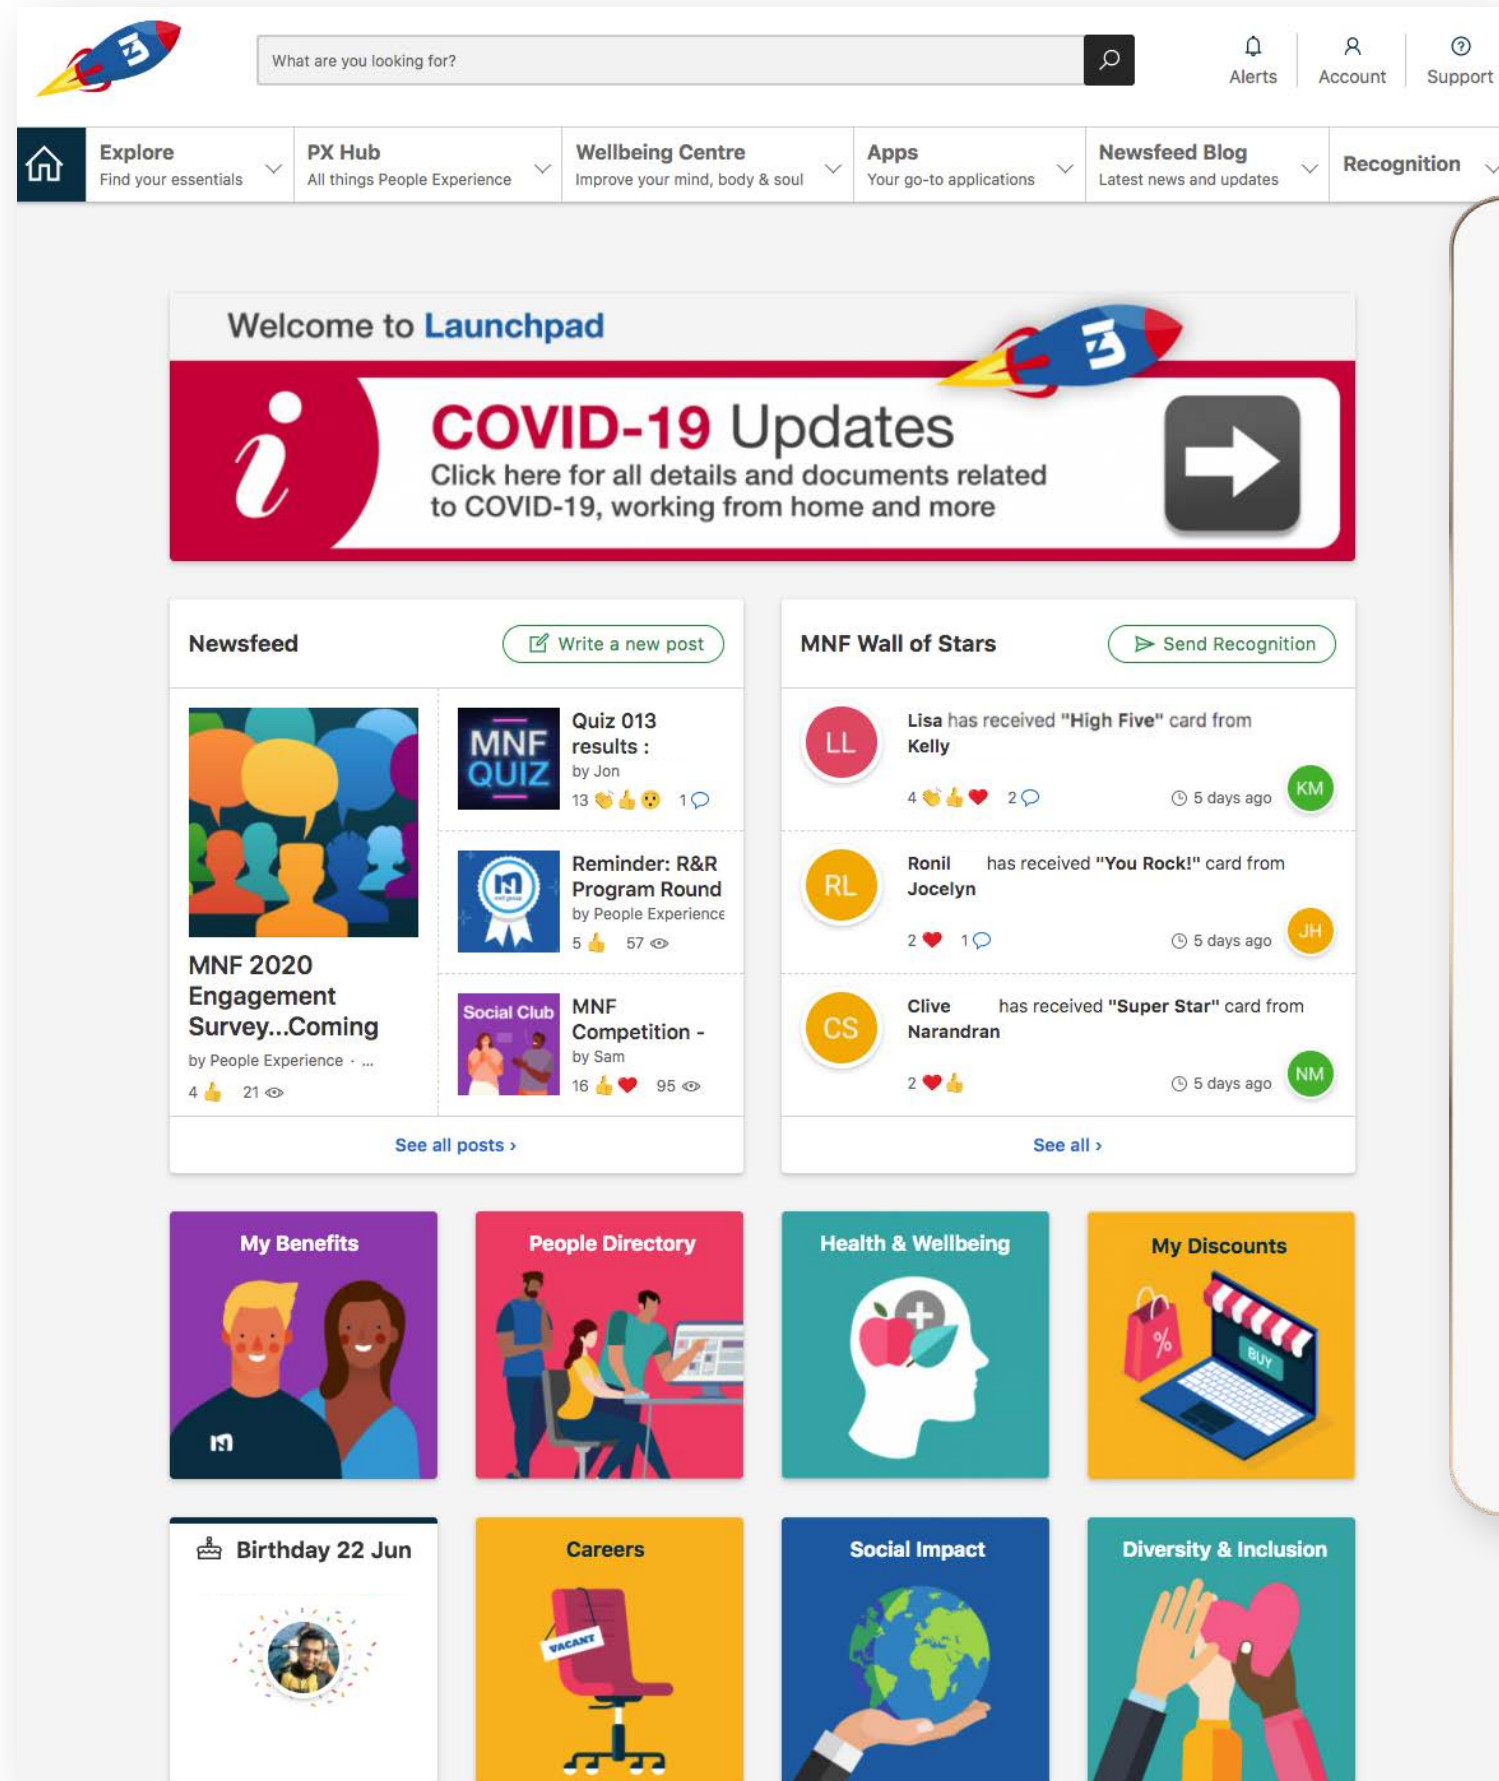 What are you looking for?
Alerts
Account
Support
Explore
Find your essentials
PX Hub
All things People Experience
Wellbeing Centre
Improve your mind, body & soul
Apps
Your go-to applications
Newsfeed Blog
Latest news and updates
Recognition
Welcome to Launchpad
i
COVID-19 Updates
Click here for all details and documents related
to COVID-19, working from home and more
Newsfeed
Write a new post
MNF 2020
Engagement
Survey...Coming
by People Experience · ...
4 👍 21
MNF
QUIZ
Quiz 013
results :
by Jon
13 👏👍😲 1
Reminder: R&R
Program Round
by People Experience
5 👍 57
Social Club
MNF
Competition -
by Sam
16 👍❤️ 95
See all posts ›
MNF Wall of Stars
Send Recognition
LL
Lisa has received "High Five" card from
Kelly
4 👏👍❤️ 2
5 days ago
KM
RL
Ronil has received "You Rock!" card from
Jocelyn
2 ❤️ 1
5 days ago
JH
CS
Clive has received "Super Star" card from
Narandran
2 ❤️👍
5 days ago
NM
See all ›
My Benefits
People Directory
Health & Wellbeing
My Discounts
%
BUY
Birthday 22 Jun
Careers
VACANT
Social Impact
Diversity & Inclusion